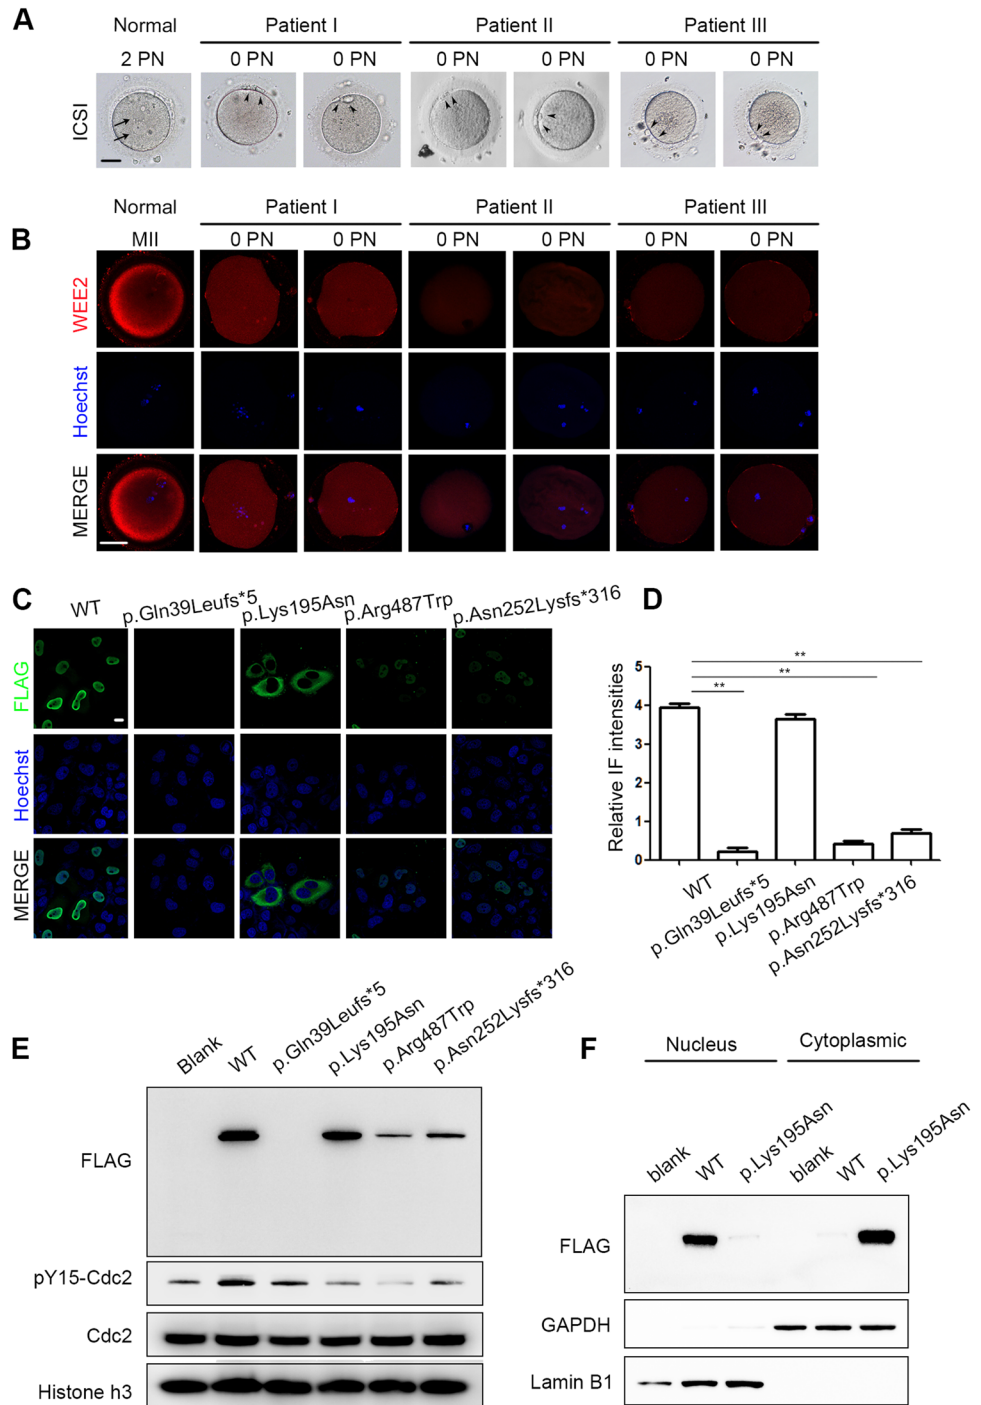 A
Normal Patient I Patient II Patient III
2 PN 0 PN 0 PN 0 PN 0 PN 0 PN 0 PN
ICSI
Normal Patient I Patient II Patient III
B
MII 0 PN 0 PN 0 PN 0 PN 0 PN 0 PN
WEE2
Hoechst
MERGE
C
WT p.Gln39Leufs*5 p.Lys195Asn p.Arg487Trp p.Asn252Lysfs*316
FLAG
Hoechst
MERGE
D
**
**
**
Relative IF intensities
5
4
3
2
1
0
WT p.Gln39Leufs*5 p.Lys195Asn p.Arg487Trp p.Asn252Lysfs*316
E
Blank WT p.Gln39Leufs*5 p.Lys195Asn p.Arg487Trp p.Asn252Lysfs*316
FLAG
pY15-Cdc2
Cdc2
Histone h3
F
Nucleus Cytoplasmic
blank WT p.Lys195Asn blank WT p.Lys195Asn
FLAG
GAPDH
Lamin B1